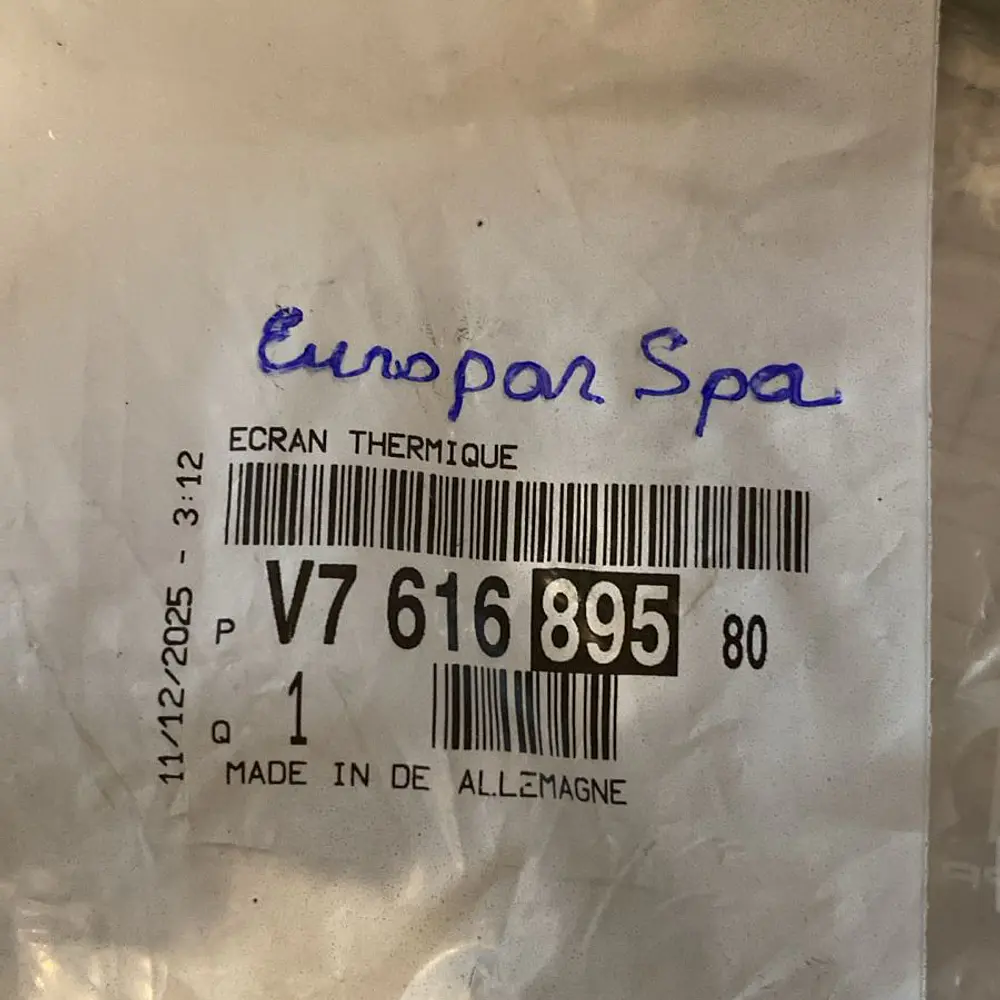 Europar Spa
ECRAN THERMIQUE
11/12/2025 - 3:12
P V7 616 895 80
Q 1
MADE IN DE ALLEMAGNE